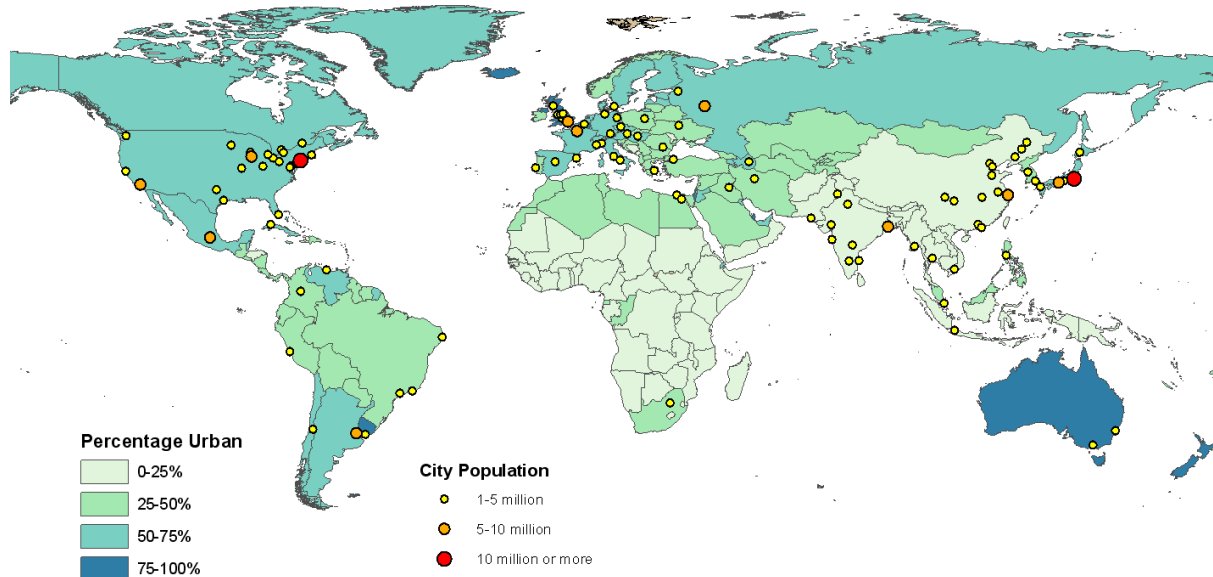 Percentage Urban
0-25%
25-50%
50-75%
75-100%
City Population
1-5 million
5-10 million
10 million or more